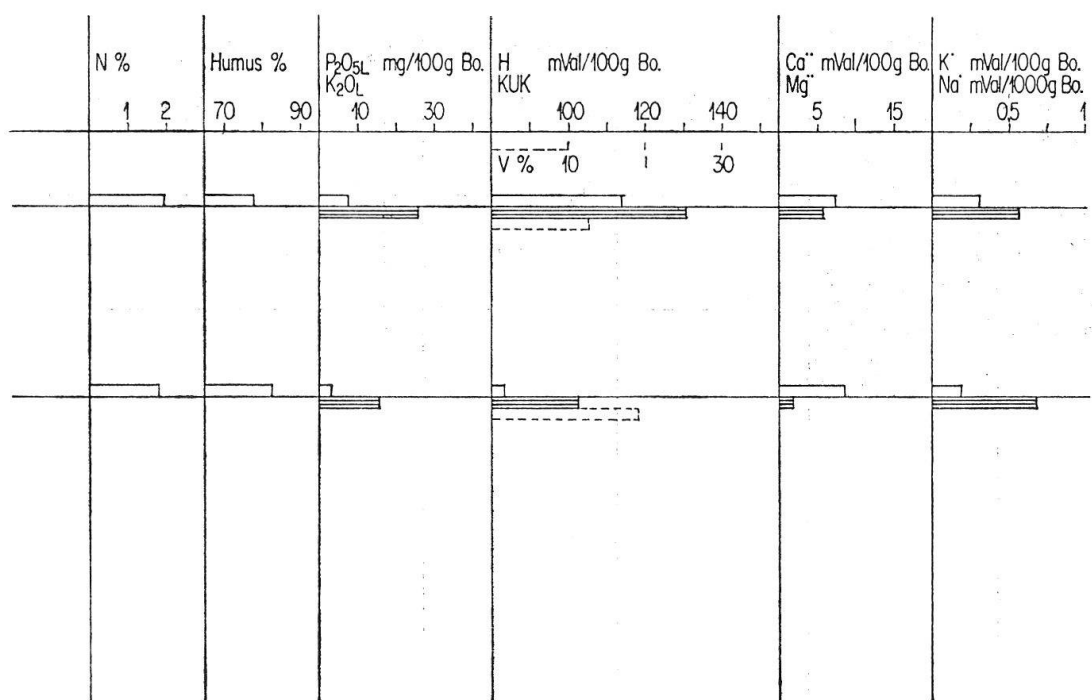 N % Humus % P₂O₅L mg/100g Bo. H mVal/100g Bo. Ca¨ mVal/100g Bo. K˙ mVal/100g Bo.
K₂O_L KUK Mg¨ Na˙ mVal/1000g Bo.
1 2 70 90 10 30 100 120 140 5 15 0,5 1
V % 10 30